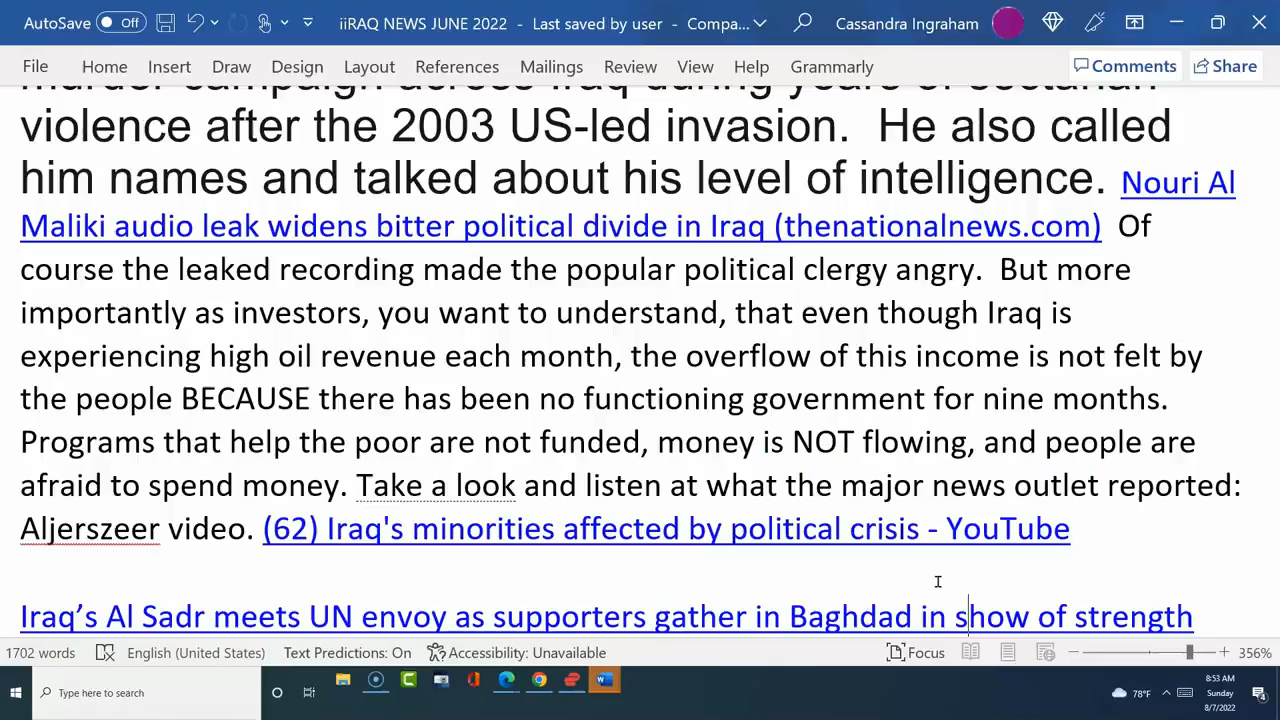 AutoSave Off iiRAQ NEWS JUNE 2022 - Last saved by user - Compa... Cassandra Ingraham
File Home Insert Draw Design Layout References Mailings Review View Help Grammarly Comments Share
murder campaign across Iraq during years of sectarian
violence after the 2003 US-led invasion.  He also called
him names and talked about his level of intelligence. Nouri Al
Maliki audio leak widens bitter political divide in Iraq (thenationalnews.com)  Of
course the leaked recording made the popular political clergy angry.  But more
importantly as investors, you want to understand, that even though Iraq is
experiencing high oil revenue each month, the overflow of this income is not felt by
the people BECAUSE there has been no functioning government for nine months.
Programs that help the poor are not funded, money is NOT flowing, and people are
afraid to spend money. Take a look and listen at what the major news outlet reported:
Aljerszeer video. (62) Iraq's minorities affected by political crisis - YouTube
Iraq’s Al Sadr meets UN envoy as supporters gather in Baghdad in show of strength
1702 words English (United States) Text Predictions: On Accessibility: Unavailable Focus 356%
Type here to search 78°F 8:53 AM
Sunday
8/7/2022